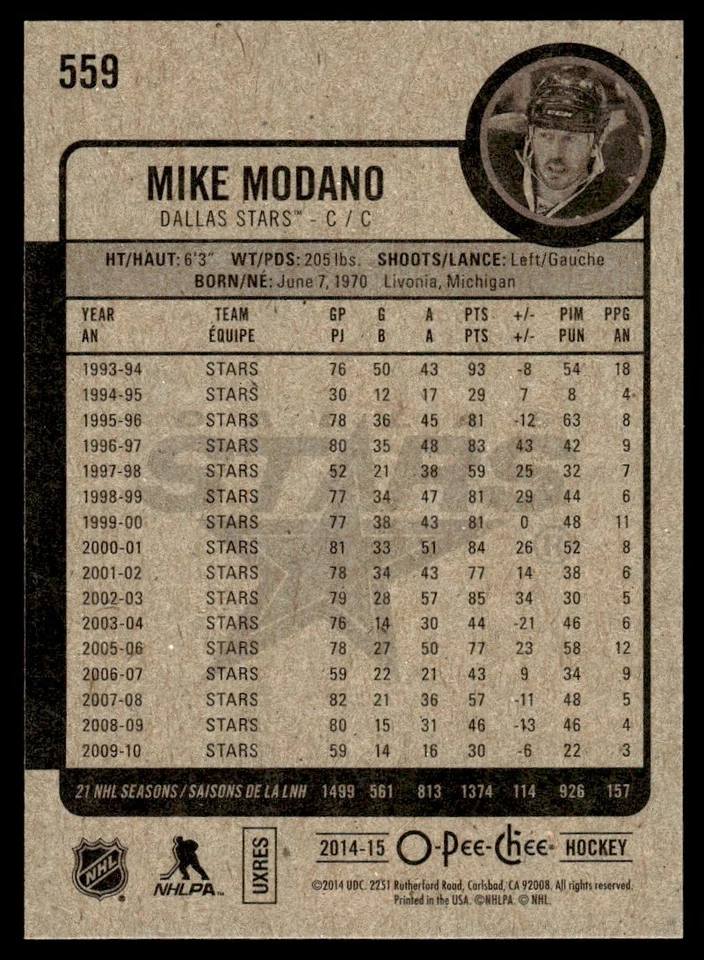 559
MIKE MODANO
DALLAS STARS™ - C / C
HT/HAUT: 6'3" WT/PDS: 205 lbs. SHOOTS/LANCE: Left/Gauche
BORN/NÉ: June 7, 1970 Livonia, Michigan
YEAR TEAM GP G A PTS +/- PIM PPG
AN ÉQUIPE PJ B A PTS +/- PUN AN
1993-94 STARS 76 50 43 93 -8 54 18
1994-95 STARS 30 12 17 29 7 8 4
1995-96 STARS 78 36 45 81 -12 63 8
1996-97 STARS 80 35 48 83 43 42 9
1997-98 STARS 52 21 38 59 25 32 7
1998-99 STARS 77 34 47 81 29 44 6
1999-00 STARS 77 38 43 81 0 48 11
2000-01 STARS 81 33 51 84 26 52 8
2001-02 STARS 78 34 43 77 14 38 6
2002-03 STARS 79 28 57 85 34 30 5
2003-04 STARS 76 14 30 44 -21 46 6
2005-06 STARS 78 27 50 77 23 58 12
2006-07 STARS 59 22 21 43 9 34 9
2007-08 STARS 82 21 36 57 -11 48 5
2008-09 STARS 80 15 31 46 -13 46 4
2009-10 STARS 59 14 16 30 -6 22 3
21 NHL SEASONS / SAISONS DE LA LNH 1499 561 813 1374 114 926 157
NHL
NHLPA™
UXRES
2014-15 O-Pee-Chee® HOCKEY
©2014 UDC. 2251 Rutherford Road, Carlsbad, CA 92008. All rights reserved.
Printed in the USA. ©NHLPA. © NHL.